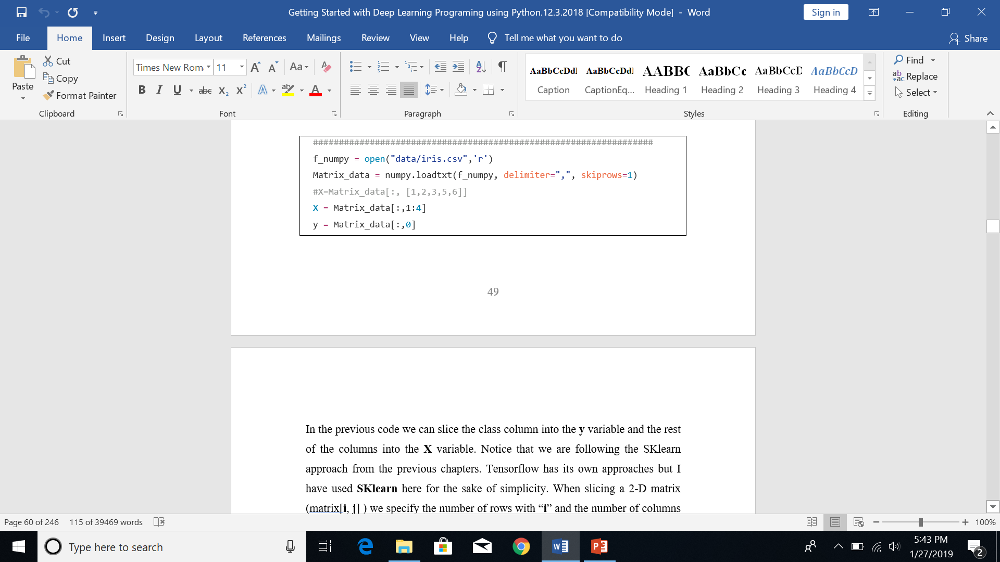 Getting Started with Deep Learning Programing using Python.12.3.2018 [Compatibility Mode] - Word
Sign in
File Home Insert Design Layout References Mailings Review View Help Tell me what you want to do Share
Paste
Cut
Copy
Format Painter
Clipboard
Times New Rom 11
Aa
B I U abc X₂ X² A ab A
Font
A Z ¶
Paragraph
AaBbCcDdI AaBbCcDdI AABBC AaBbCc AaBbCcD AaBbCcD
Caption CaptionEq... Heading 1 Heading 2 Heading 3 Heading 4
Styles
Find
Replace
Select
Editing
##################################################################
f_numpy = open("data/iris.csv",'r')
Matrix_data = numpy.loadtxt(f_numpy, delimiter=",", skiprows=1)
#X=Matrix_data[:, [1,2,3,5,6]]
X = Matrix_data[:,1:4]
y = Matrix_data[:,0]
49
In the previous code we can slice the class column into the y variable and the rest
of the columns into the X variable. Notice that we are following the SKlearn
approach from the previous chapters. Tensorflow has its own approaches but I
have used SKlearn here for the sake of simplicity. When slicing a 2-D matrix
(matrix[i, j] ) we specify the number of rows with “i” and the number of columns
Page 60 of 246 115 of 39469 words 100%
Type here to search
5:43 PM
1/27/2019
2